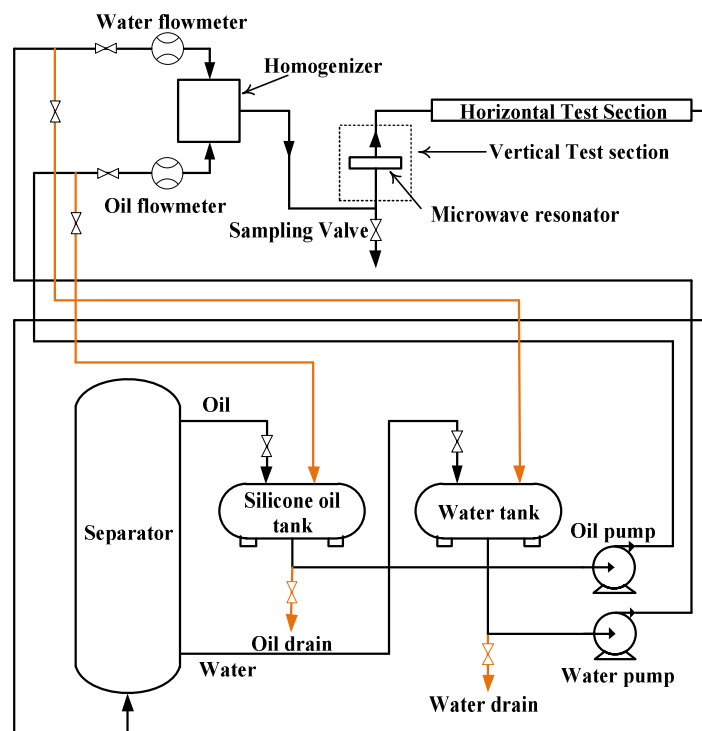 Water flowmeter
Homogenizer
Horizontal Test Section
Vertical Test section
Oil flowmeter
Microwave resonator
Sampling Valve
Oil
Silicone oil
tank
Water tank
Separator
Oil pump
Oil drain
Water
Water pump
Water drain